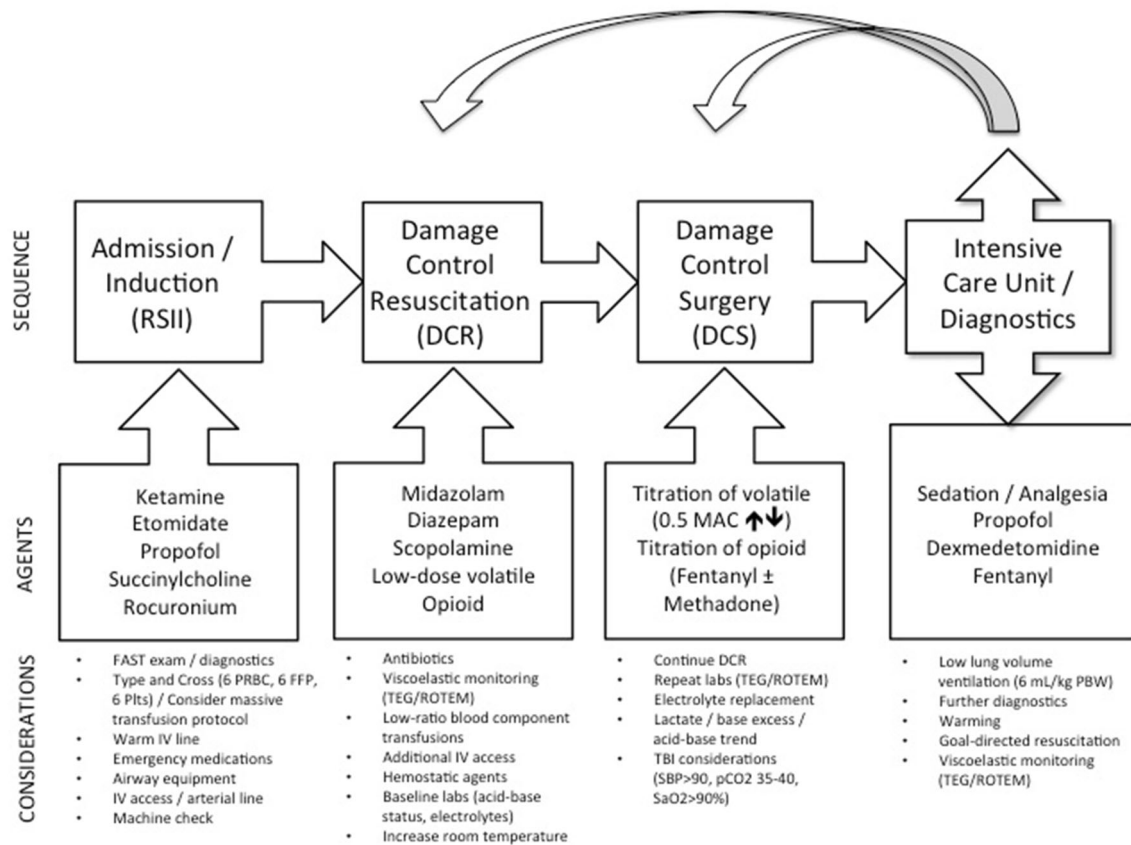 SEQUENCE
Admission /
Induction
(RSII)
Damage
Control
Resuscitation
(DCR)
Damage
Control
Surgery
(DCS)
Intensive
Care Unit /
Diagnostics
AGENTS
Ketamine
Etomidate
Propofol
Succinylcholine
Rocuronium
Midazolam
Diazepam
Scopolamine
Low-dose volatile
Opioid
Titration of volatile
(0.5 MAC 🡅🡇)
Titration of opioid
(Fentanyl ±
Methadone)
Sedation / Analgesia
Propofol
Dexmedetomidine
Fentanyl
CONSIDERATIONS
• FAST exam / diagnostics
• Type and Cross (6 PRBC, 6 FFP,
6 Plts) / Consider massive
transfusion protocol
• Warm IV line
• Emergency medications
• Airway equipment
• IV access / arterial line
• Machine check
• Antibiotics
• Viscoelastic monitoring
(TEG/ROTEM)
• Low-ratio blood component
transfusions
• Additional IV access
• Hemostatic agents
• Baseline labs (acid-base
status, electrolytes)
• Increase room temperature
• Continue DCR
• Repeat labs (TEG/ROTEM)
• Electrolyte replacement
• Lactate / base excess /
acid-base trend
• TBI considerations
(SBP>90, pCO2 35-40,
SaO2>90%)
• Low lung volume
ventilation (6 mL/kg PBW)
• Further diagnostics
• Warming
• Goal-directed resuscitation
• Viscoelastic monitoring
(TEG/ROTEM)